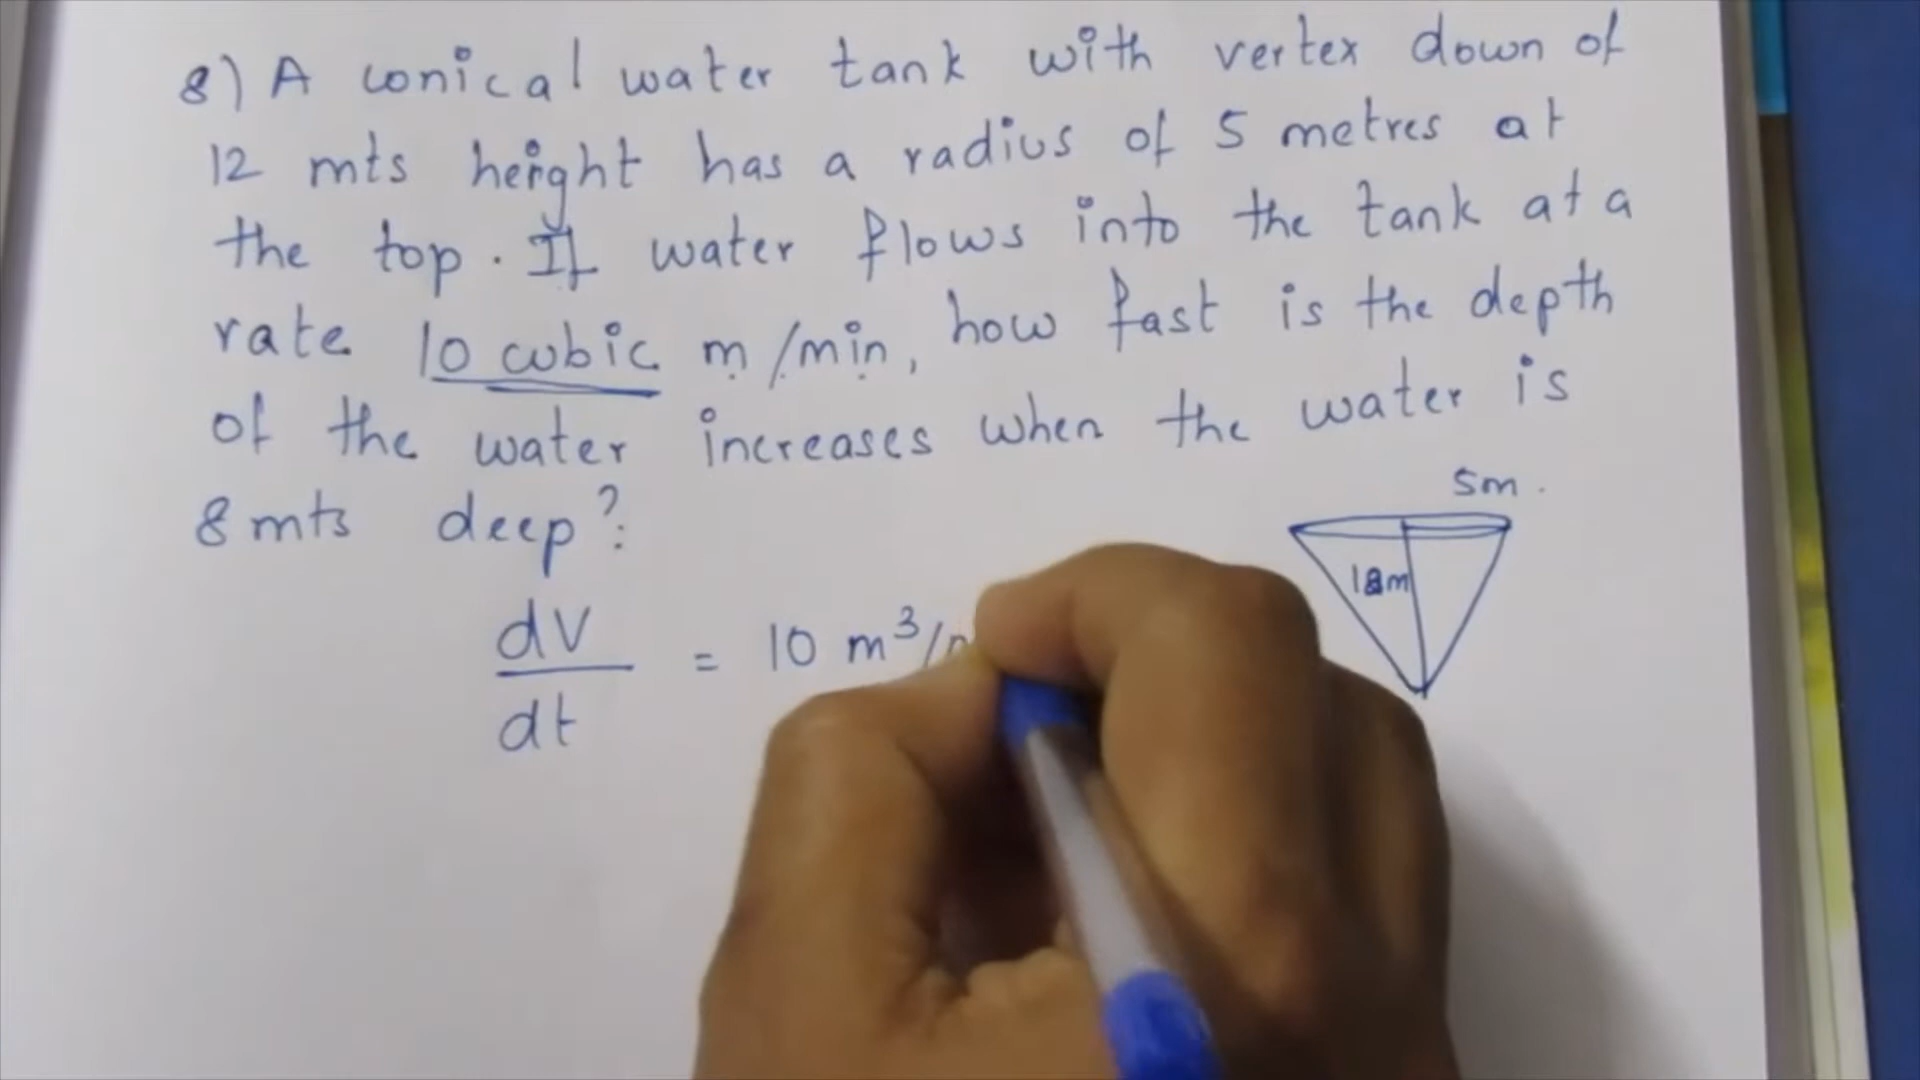 8) A conical water tank with vertex down of
12 mts height has a radius of 5 metres at
the top. If water flows into the tank at a
rate 10 cubic m/min, how fast is the depth
of the water increases when the water is
8 mts deep?
5m.
dV/dt = 10 m³/